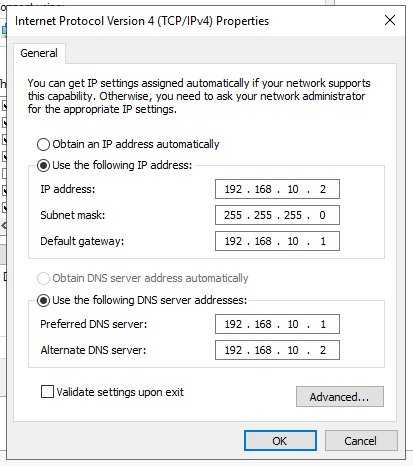 Internet Protocol Version 4 (TCP/IPv4) Properties
General
You can get IP settings assigned automatically if your network supports
this capability. Otherwise, you need to ask your network administrator
for the appropriate IP settings.
Obtain an IP address automatically
Use the following IP address:
IP address: 192 . 168 . 10 . 2
Subnet mask: 255 . 255 . 255 . 0
Default gateway: 192 . 168 . 10 . 1
Obtain DNS server address automatically
Use the following DNS server addresses:
Preferred DNS server: 192 . 168 . 10 . 1
Alternate DNS server: 192 . 168 . 10 . 2
Validate settings upon exit
Advanced...
OK Cancel